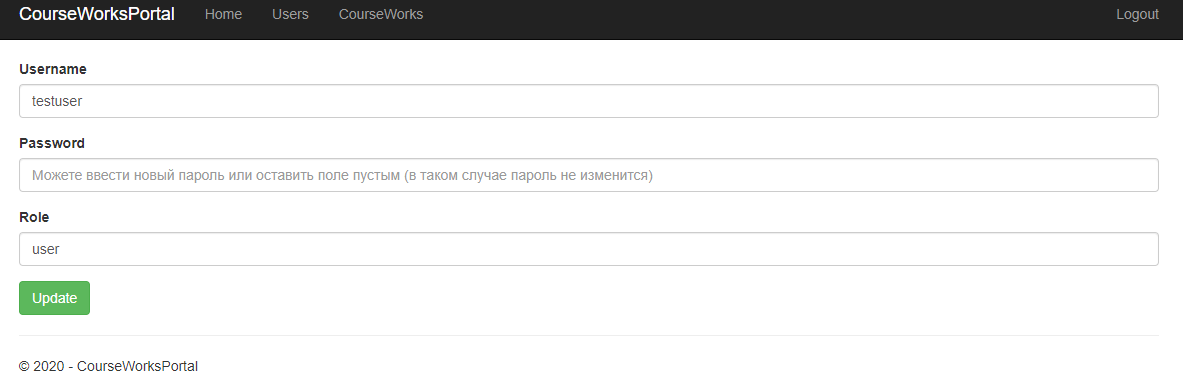 CourseWorksPortal Home Users CourseWorks Logout
Username
testuser
Password
Можете ввести новый пароль или оставить поле пустым (в таком случае пароль не изменится)
Role
user
Update
© 2020 - CourseWorksPortal